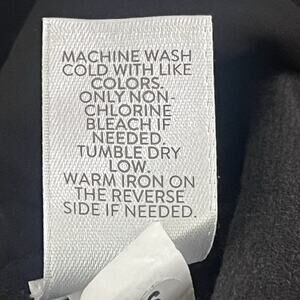 MACHINE WASH
COLD WITH LIKE
COLORS.
ONLY NON-
CHLORINE
BLEACH IF
NEEDED.
TUMBLE DRY
LOW.
WARM IRON ON
THE REVERSE
SIDE IF NEEDED.